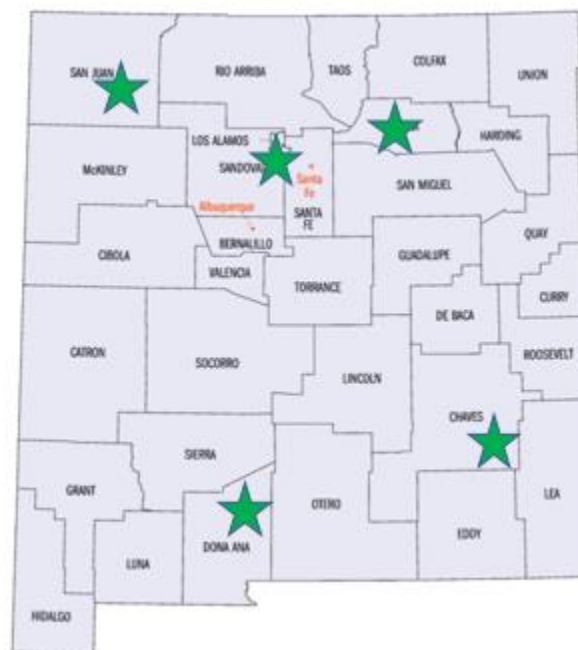 SAN JUAN
RIO ARRIBA
TAOS
COLFAX
UNION
LOS ALAMOS
HARDING
McKINLEY
SANDOVAL
Santa
Fe
SAN MIGUEL
Albuquerque
SANTA
FE
QUAY
CIBOLA
BERNALILLO
GUADALUPE
VALENCIA
TORRANCE
CURRY
DE BACA
CATRON
SOCORRO
LINCOLN
ROOSEVELT
CHAVES
SIERRA
GRANT
OTERO
LEA
EDDY
DONA ANA
LUNA
HIDALGO